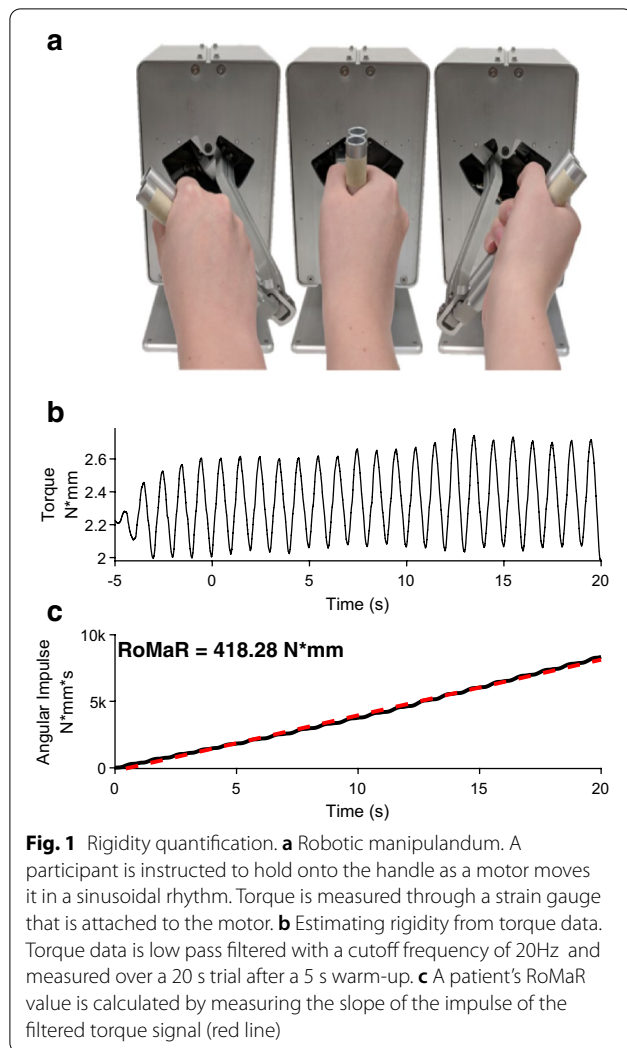 a
b
Torque
N*mm
2.6
2.4
2.2
2
-5 0 5 10 15 20
Time (s)
c
RoMaR = 418.28 N*mm
Angular Impulse
N*mm*s
10k
5k
0
0 5 10 15 20
Time (s)
Fig. 1 Rigidity quantification. a Robotic manipulandum. A
participant is instructed to hold onto the handle as a motor moves
it in a sinusoidal rhythm. Torque is measured through a strain gauge
that is attached to the motor. b Estimating rigidity from torque data.
Torque data is low pass filtered with a cutoff frequency of 20Hz and
measured over a 20 s trial after a 5 s warm-up. c A patient's RoMaR
value is calculated by measuring the slope of the impulse of the
filtered torque signal (red line)